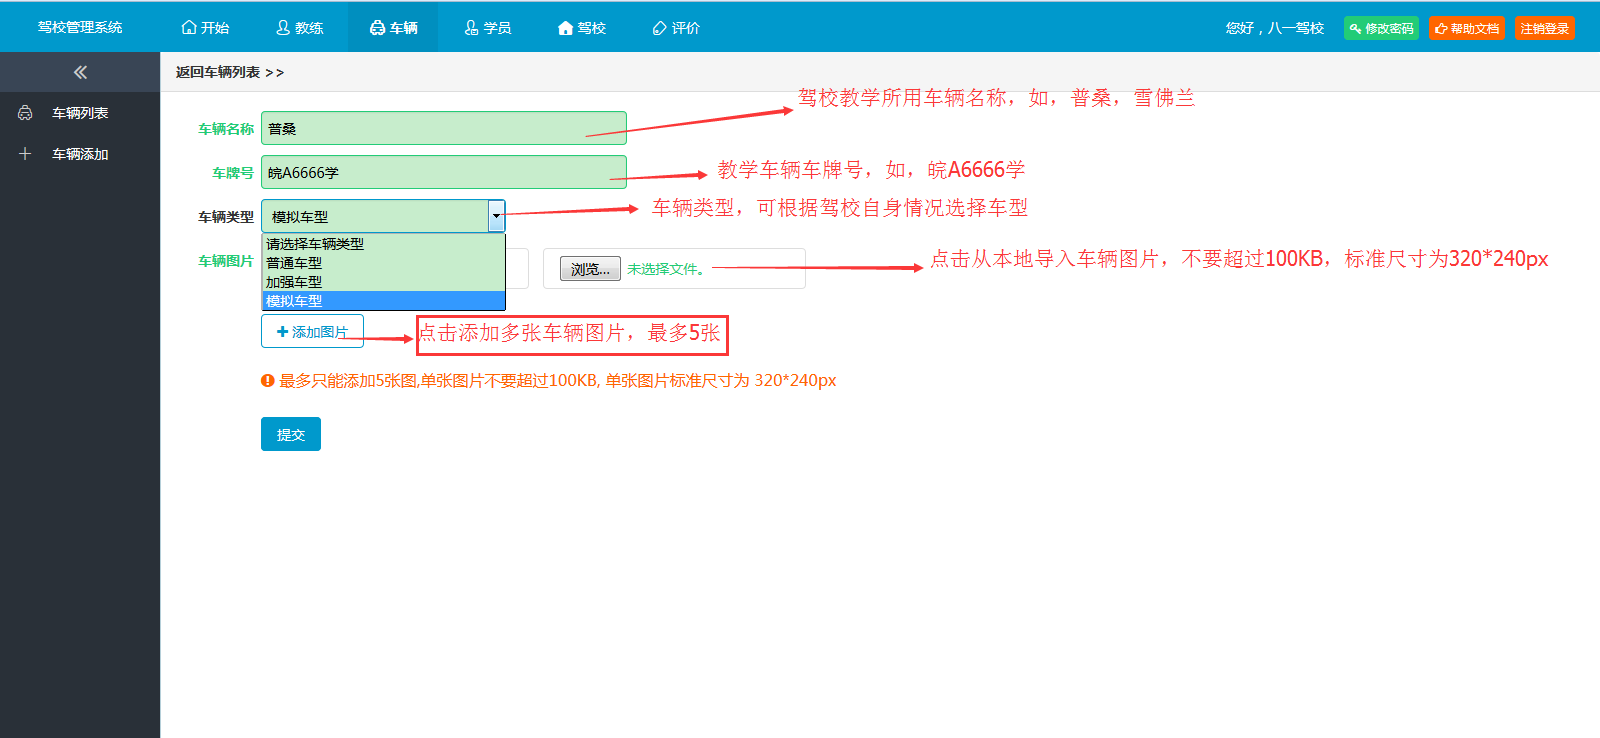 驾校管理系统 开始 教练 车辆 学员 驾校 评价 您好，八一驾校 修改密码 帮助文档 注销登录
返回车辆列表 >>
车辆列表
车辆添加
驾校教学所用车辆名称，如，普桑，雪佛兰
车辆名称 普桑
车牌号 皖A6666学 教学车辆车牌号，如，皖A6666学
车辆类型 模拟车型 车辆类型，可根据驾校自身情况选择车型
请选择车辆类型
普通车型
加强车型
模拟车型
车辆图片 浏览... 未选择文件。 点击从本地导入车辆图片，不要超过100KB，标准尺寸为320*240px
添加图片 点击添加多张车辆图片，最多5张
最多只能添加5张图,单张图片不要超过100KB, 单张图片标准尺寸为 320*240px
提交